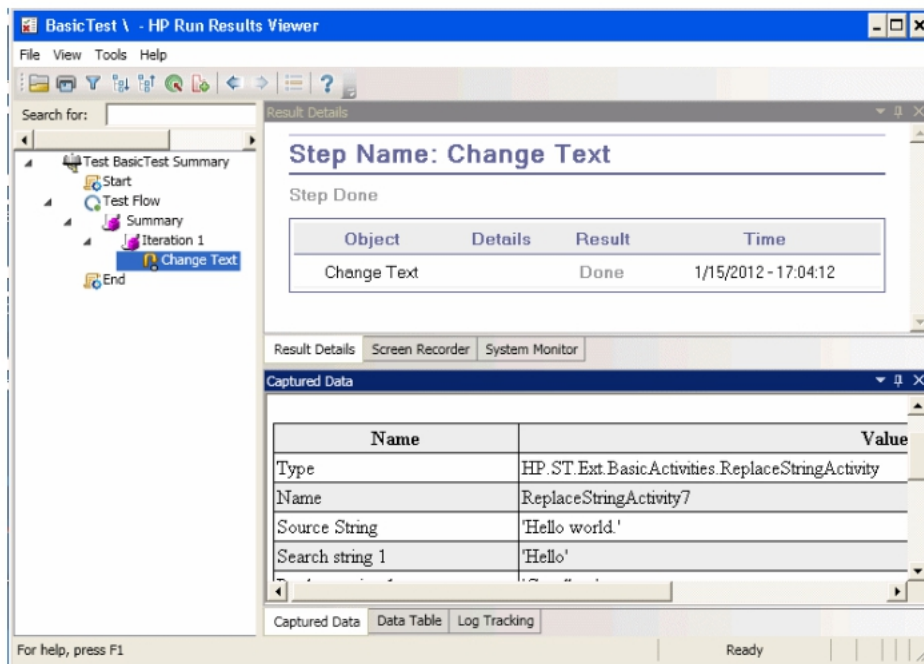 BasicTest \ - HP Run Results Viewer
File View Tools Help
Search for:
Test BasicTest Summary
Start
Test Flow
Summary
Iteration 1
Change Text
End
Result Details
Step Name: Change Text
Step Done
Object Details Result Time
Change Text Done 1/15/2012 - 17:04:12
Result Details Screen Recorder System Monitor
Captured Data
Name Value
Type HP.ST.Ext.BasicActivities.ReplaceStringActivity
Name ReplaceStringActivity7
Source String 'Hello world.'
Search string 1 'Hello'
Captured Data Data Table Log Tracking
For help, press F1 Ready